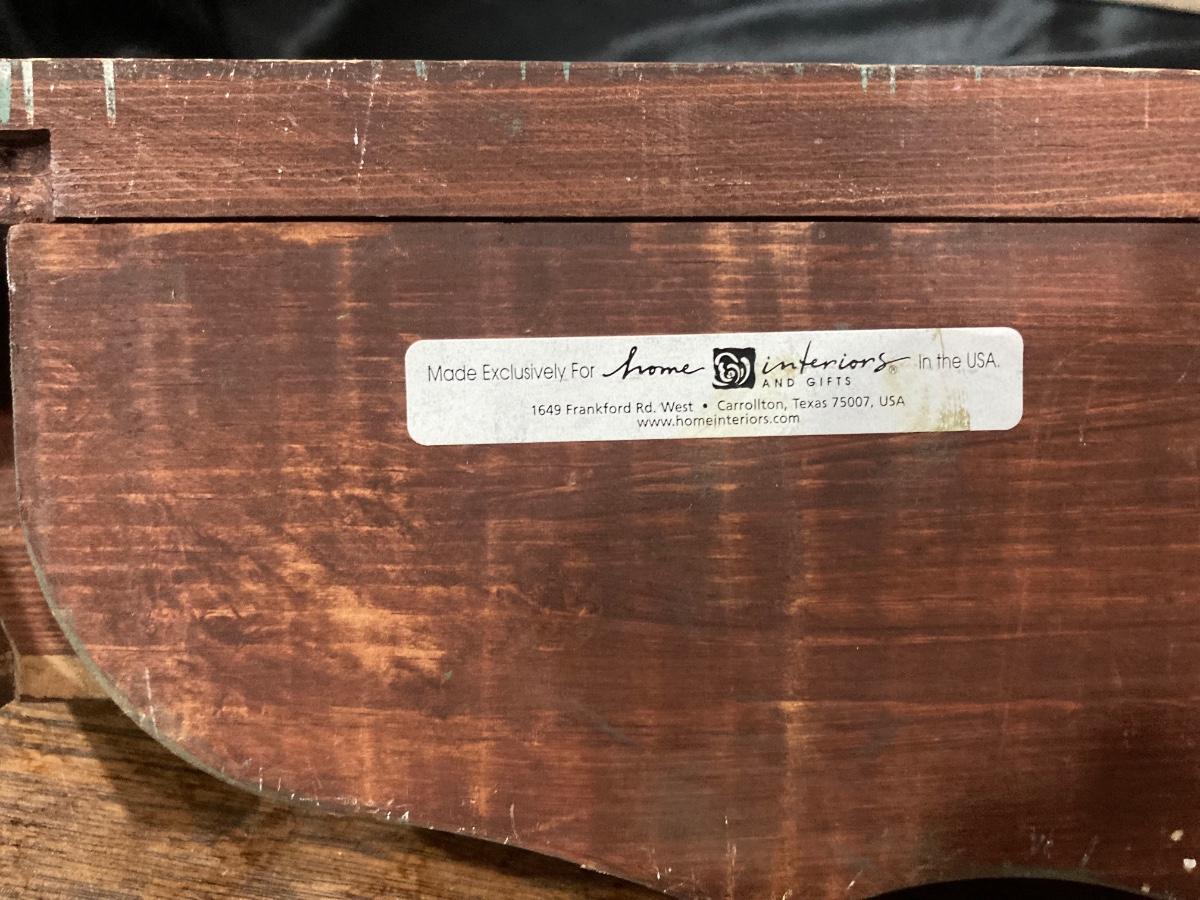 Made Exclusively For home interiors® In the USA.
AND GIFTS
1649 Frankford Rd. West • Carrollton, Texas 75007, USA
www.homeinteriors.com